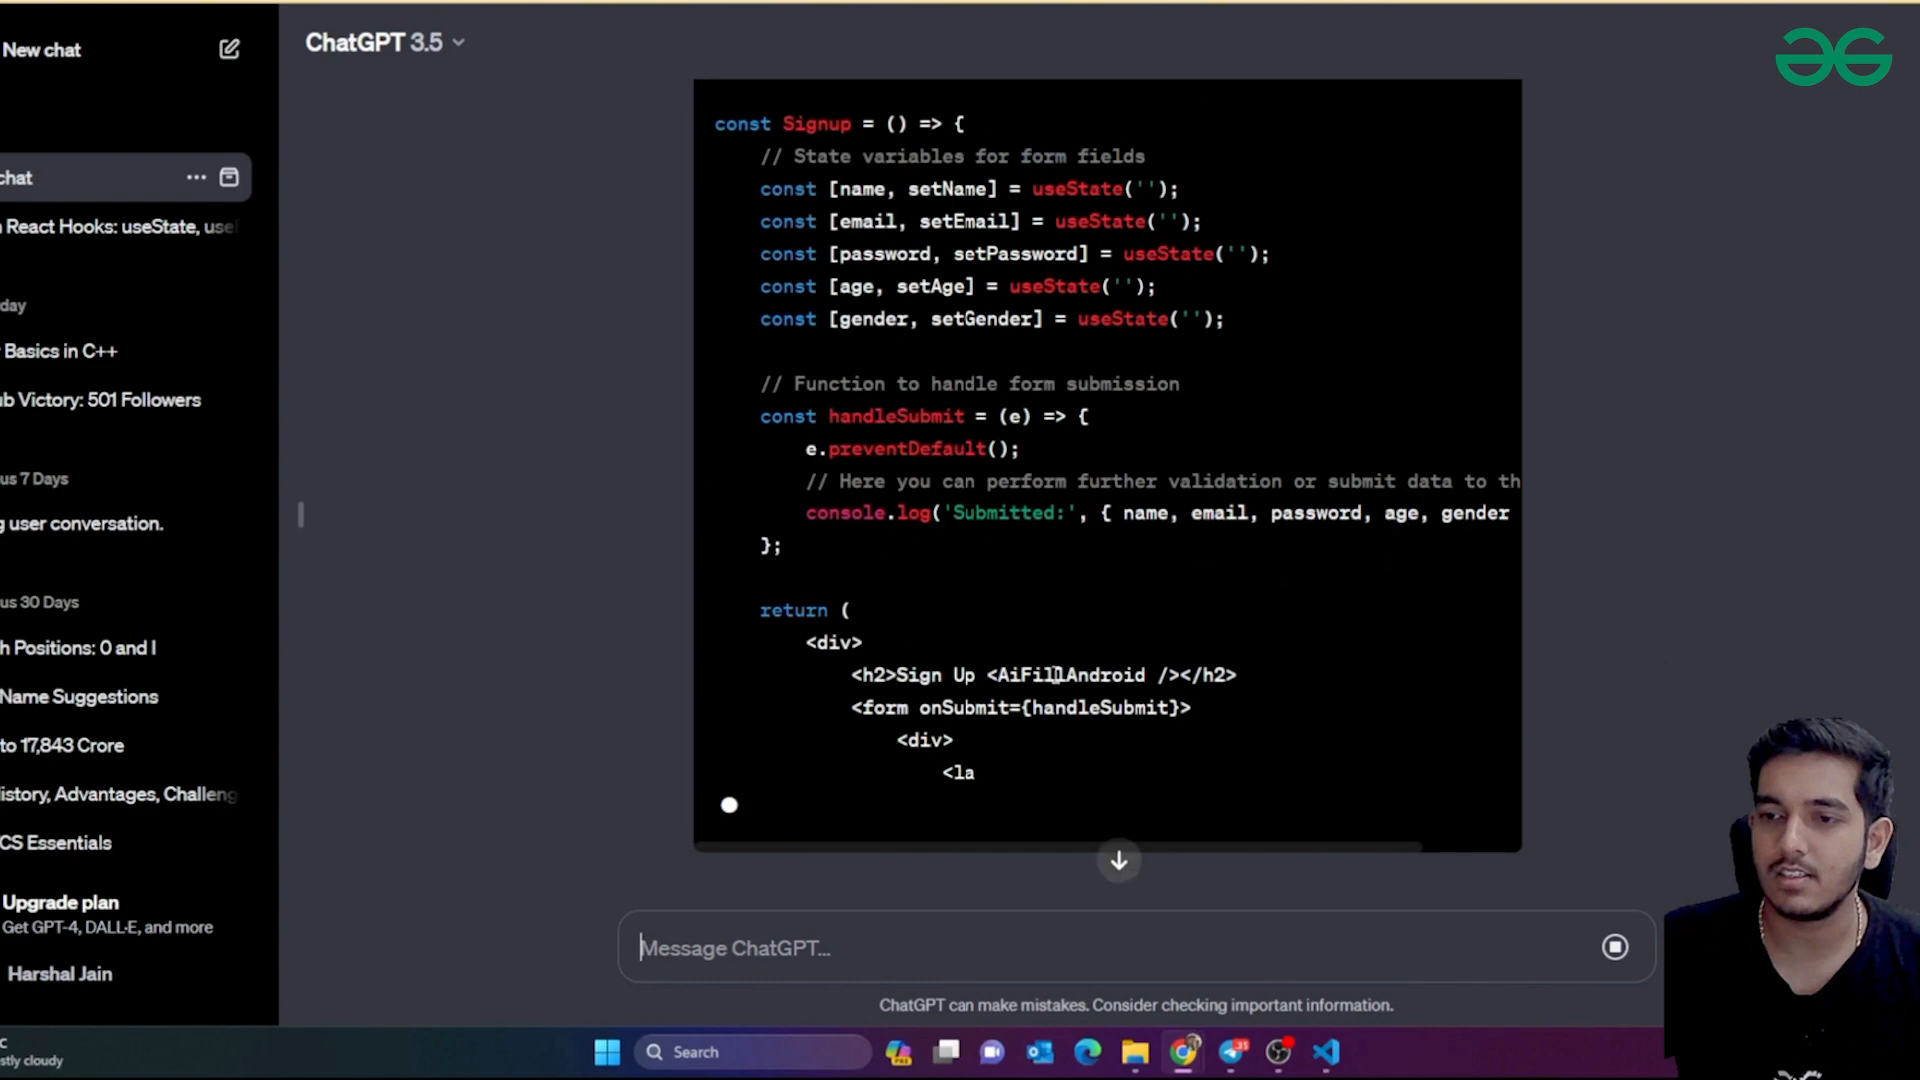 New chat
ChatGPT 3.5
chat
React Hooks: useState, use
day
Basics in C++
ub Victory: 501 Followers
us 7 Days
g user conversation.
us 30 Days
h Positions: 0 and I
Name Suggestions
to 17,843 Crore
istory, Advantages, Challeng
CS Essentials
Upgrade plan
Get GPT-4, DALL·E, and more
Harshal Jain
const Signup = () => {
// State variables for form fields
const [name, setName] = useState('');
const [email, setEmail] = useState('');
const [password, setPassword] = useState('');
const [age, setAge] = useState('');
const [gender, setGender] = useState('');
// Function to handle form submission
const handleSubmit = (e) => {
e.preventDefault();
// Here you can perform further validation or submit data to th
console.log('Submitted:', { name, email, password, age, gender
};
return (
<div>
<h2>Sign Up <AiFillAndroid /></h2>
<form onSubmit={handleSubmit}>
<div>
<la
Message ChatGPT...
ChatGPT can make mistakes. Consider checking important information.
C
stly cloudy
Search
PRE
31